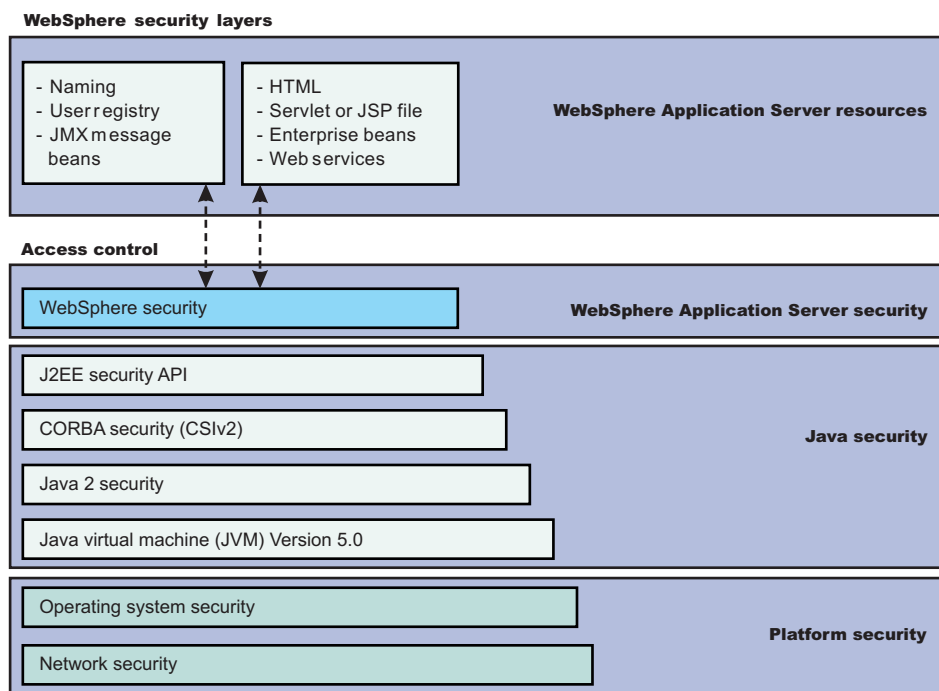 WebSphere security layers
- Naming
- User registry
- JMX message
beans
- HTML
- Servlet or JSP file
- Enterprise beans
- Web services
WebSphere Application Server resources
Access control
WebSphere security
WebSphere Application Server security
J2EE security API
CORBA security (CSIv2)
Java security
Java 2 security
Java virtual machine (JVM) Version 5.0
Operating system security
Platform security
Network security